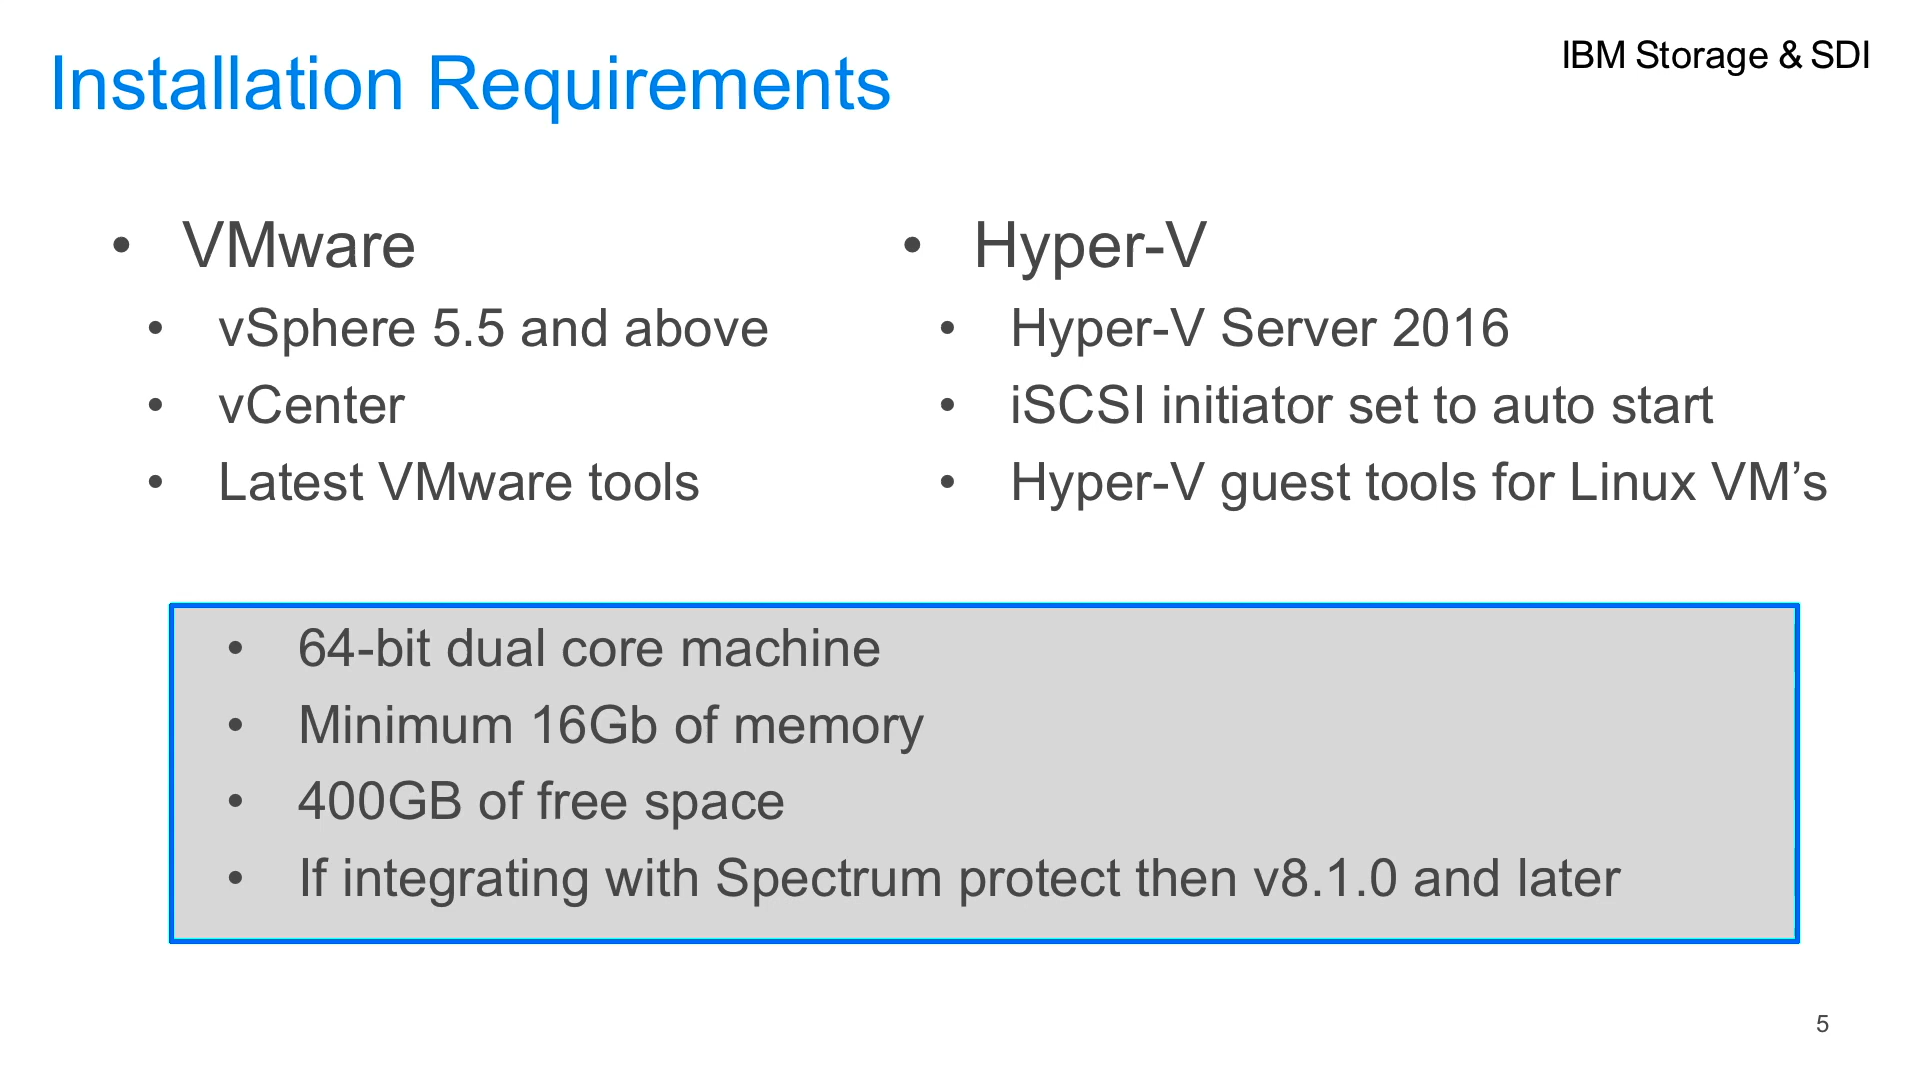 Installation Requirements
IBM Storage & SDI
• VMware
• vSphere 5.5 and above
• vCenter
• Latest VMware tools
• Hyper-V
• Hyper-V Server 2016
• iSCSI initiator set to auto start
• Hyper-V guest tools for Linux VM’s
• 64-bit dual core machine
• Minimum 16Gb of memory
• 400GB of free space
• If integrating with Spectrum protect then v8.1.0 and later
5